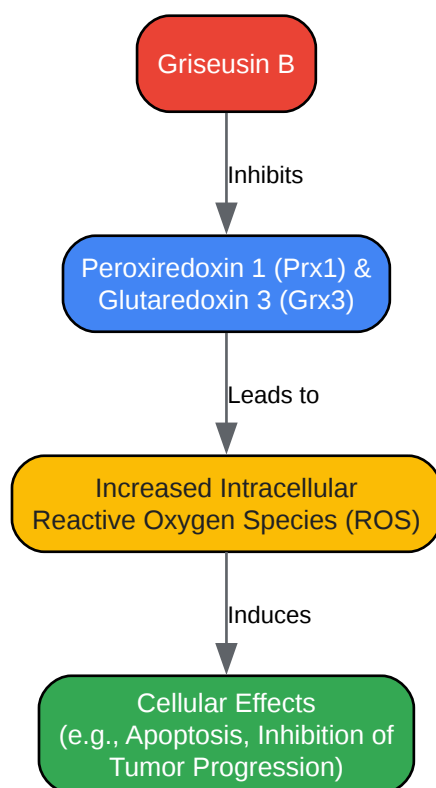 Griseusin B
Inhibits
Peroxiredoxin 1 (Prx1) &
Glutaredoxin 3 (Grx3)
Leads to
Increased Intracellular
Reactive Oxygen Species (ROS)
Induces
Cellular Effects
(e.g., Apoptosis, Inhibition of
Tumor Progression)